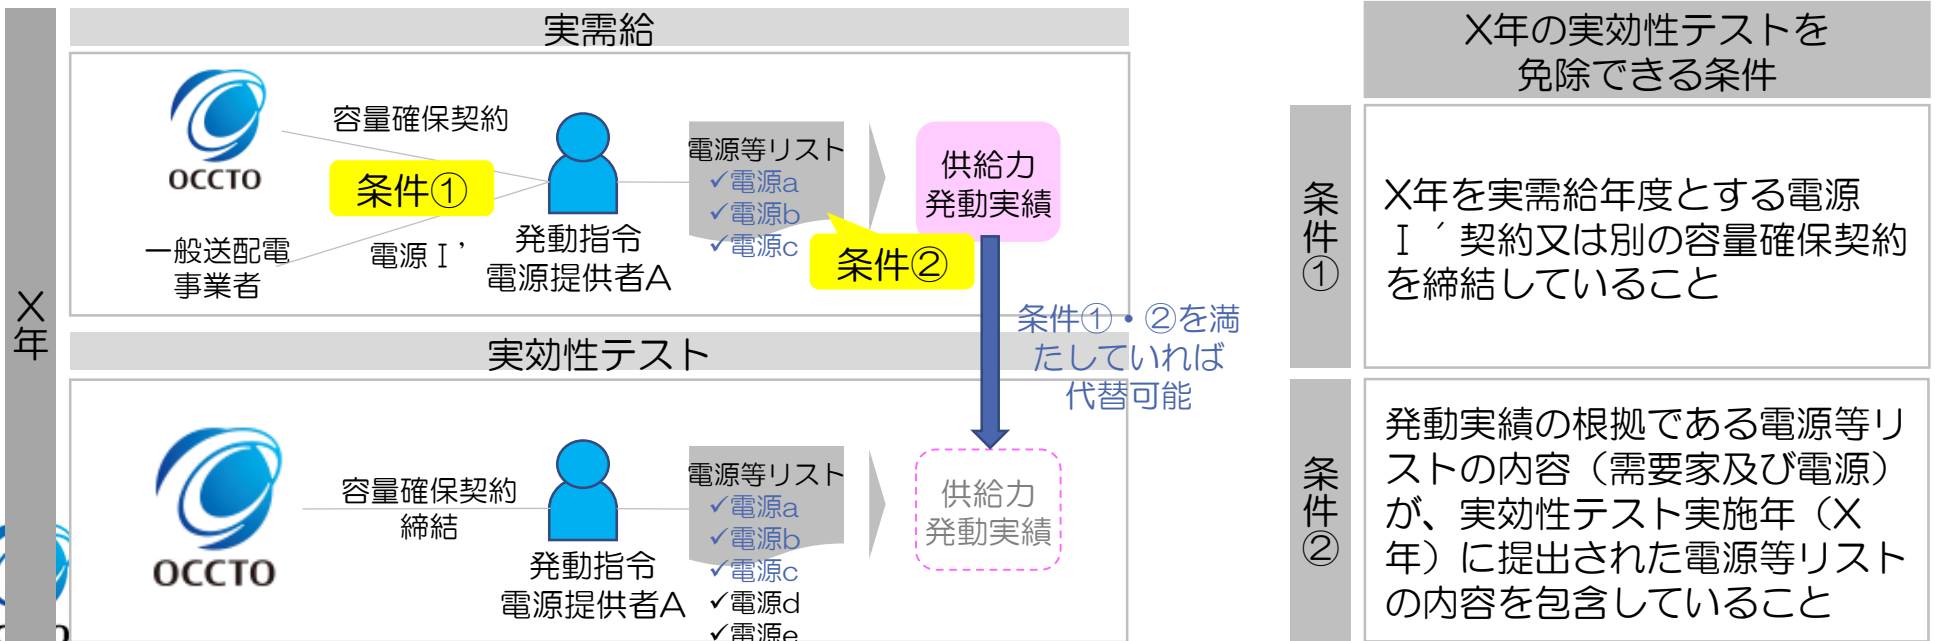 X年
実需給
OCCTO
容量確保契約
条件①
一般送配電
事業者
電源Ⅰ’
発動指令
電源提供者A
電源等リスト
✓電源a
✓電源b
✓電源c
条件②
供給力
発動実績
条件①・②を満
たしていれば
代替可能
実効性テスト
OCCTO
容量確保契約
締結
発動指令
電源提供者A
電源等リスト
✓電源a
✓電源b
✓電源c
✓電源d
✓電源e
供給力
発動実績
X年の実効性テストを
免除できる条件
条件①
X年を実需給年度とする電源
Ⅰ´契約又は別の容量確保契約
を締結していること
条件②
発動実績の根拠である電源等リ
ストの内容（需要家及び電源）
が、実効性テスト実施年（X
年）に提出された電源等リスト
の内容を包含していること